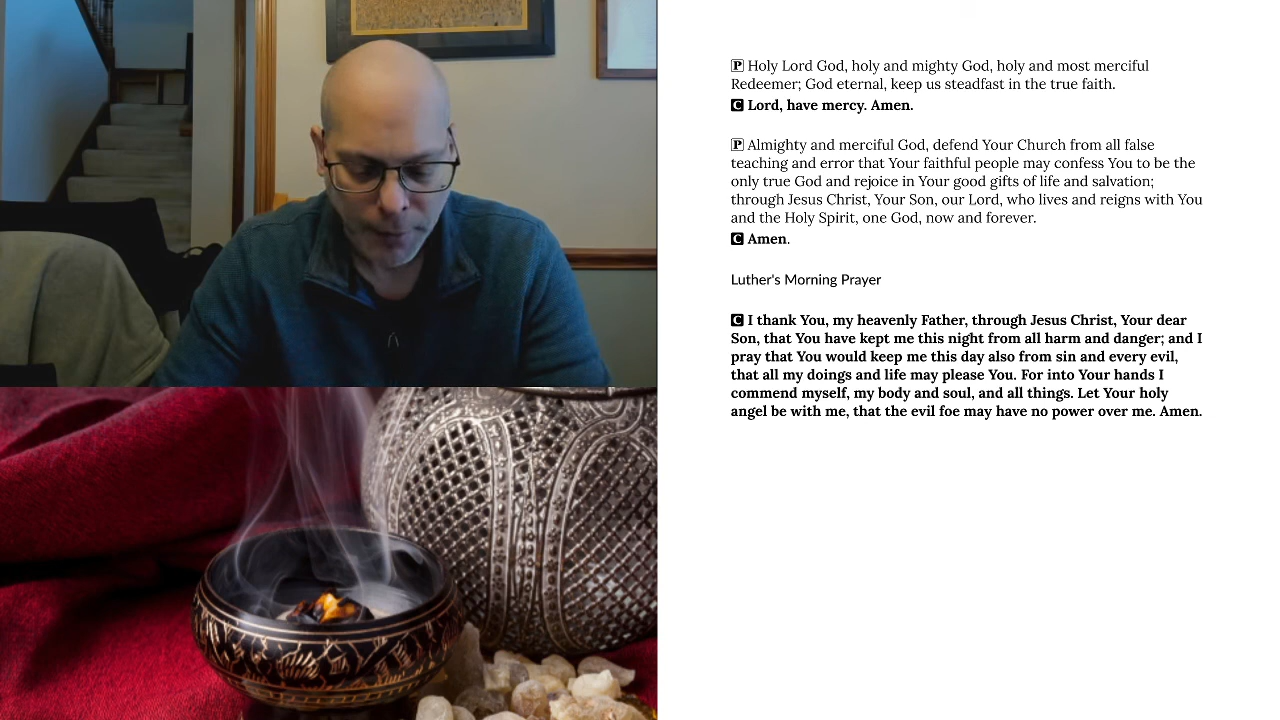 P Holy Lord God, holy and mighty God, holy and most merciful
Redeemer; God eternal, keep us steadfast in the true faith.
C Lord, have mercy. Amen.
P Almighty and merciful God, defend Your Church from all false
teaching and error that Your faithful people may confess You to be the
only true God and rejoice in Your good gifts of life and salvation;
through Jesus Christ, Your Son, our Lord, who lives and reigns with You
and the Holy Spirit, one God, now and forever.
C Amen.
Luther's Morning Prayer
C I thank You, my heavenly Father, through Jesus Christ, Your dear
Son, that You have kept me this night from all harm and danger; and I
pray that You would keep me this day also from sin and every evil,
that all my doings and life may please You. For into Your hands I
commend myself, my body and soul, and all things. Let Your holy
angel be with me, that the evil foe may have no power over me. Amen.